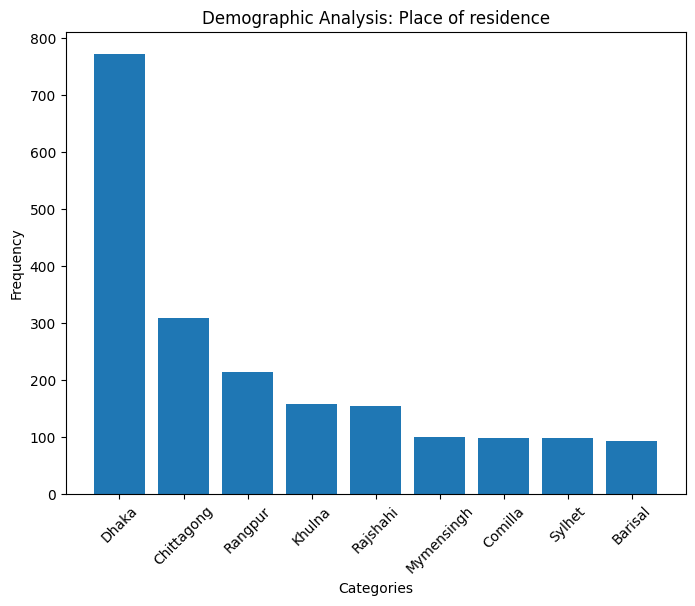 Demographic Analysis: Place of residence
Frequency
800
700
600
500
400
300
200
100
0
Dhaka
Chittagong
Rangpur
Khulna
Rajshahi
Mymensingh
Comilla
Sylhet
Barisal
Categories